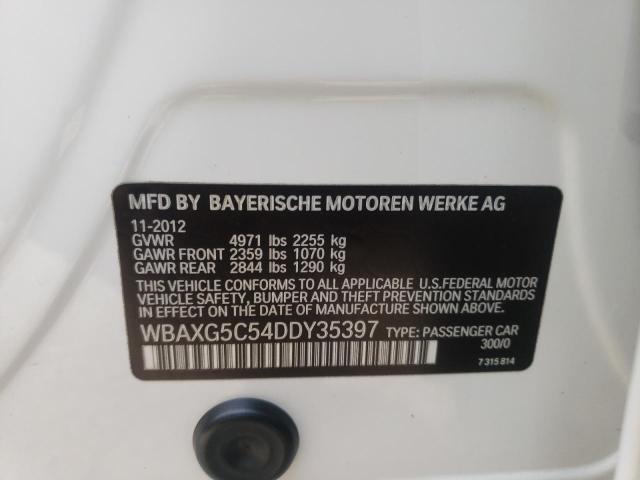 MFD BY BAYERISCHE MOTOREN WERKE AG
11-2012
GVWR 4971 lbs 2255 kg
GAWR FRONT 2359 lbs 1070 kg
GAWR REAR 2844 lbs 1290 kg
THIS VEHICLE CONFORMS TO ALL APPLICABLE U.S.FEDERAL MOTOR
VEHICLE SAFETY, BUMPER, AND THEFT PREVENTION STANDARDS
IN EFFECT ON THE DATE OF MANUFACTURE SHOWN ABOVE.
WBAXG5C54DDY35397 TYPE: PASSENGER CAR
300/0
7 315 814